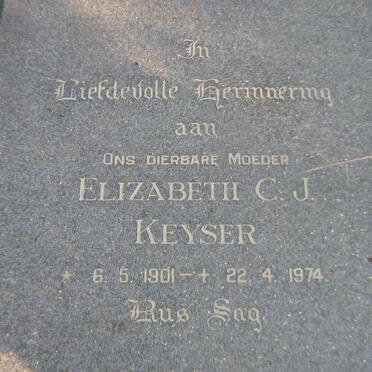 In
Liefdevolle Herinnering
aan
ONS DIERBARE MOEDER
ELIZABETH C. J.
KEYSER
* 6. 5. 1901 — + 22. 4. 1974
Rus Sag